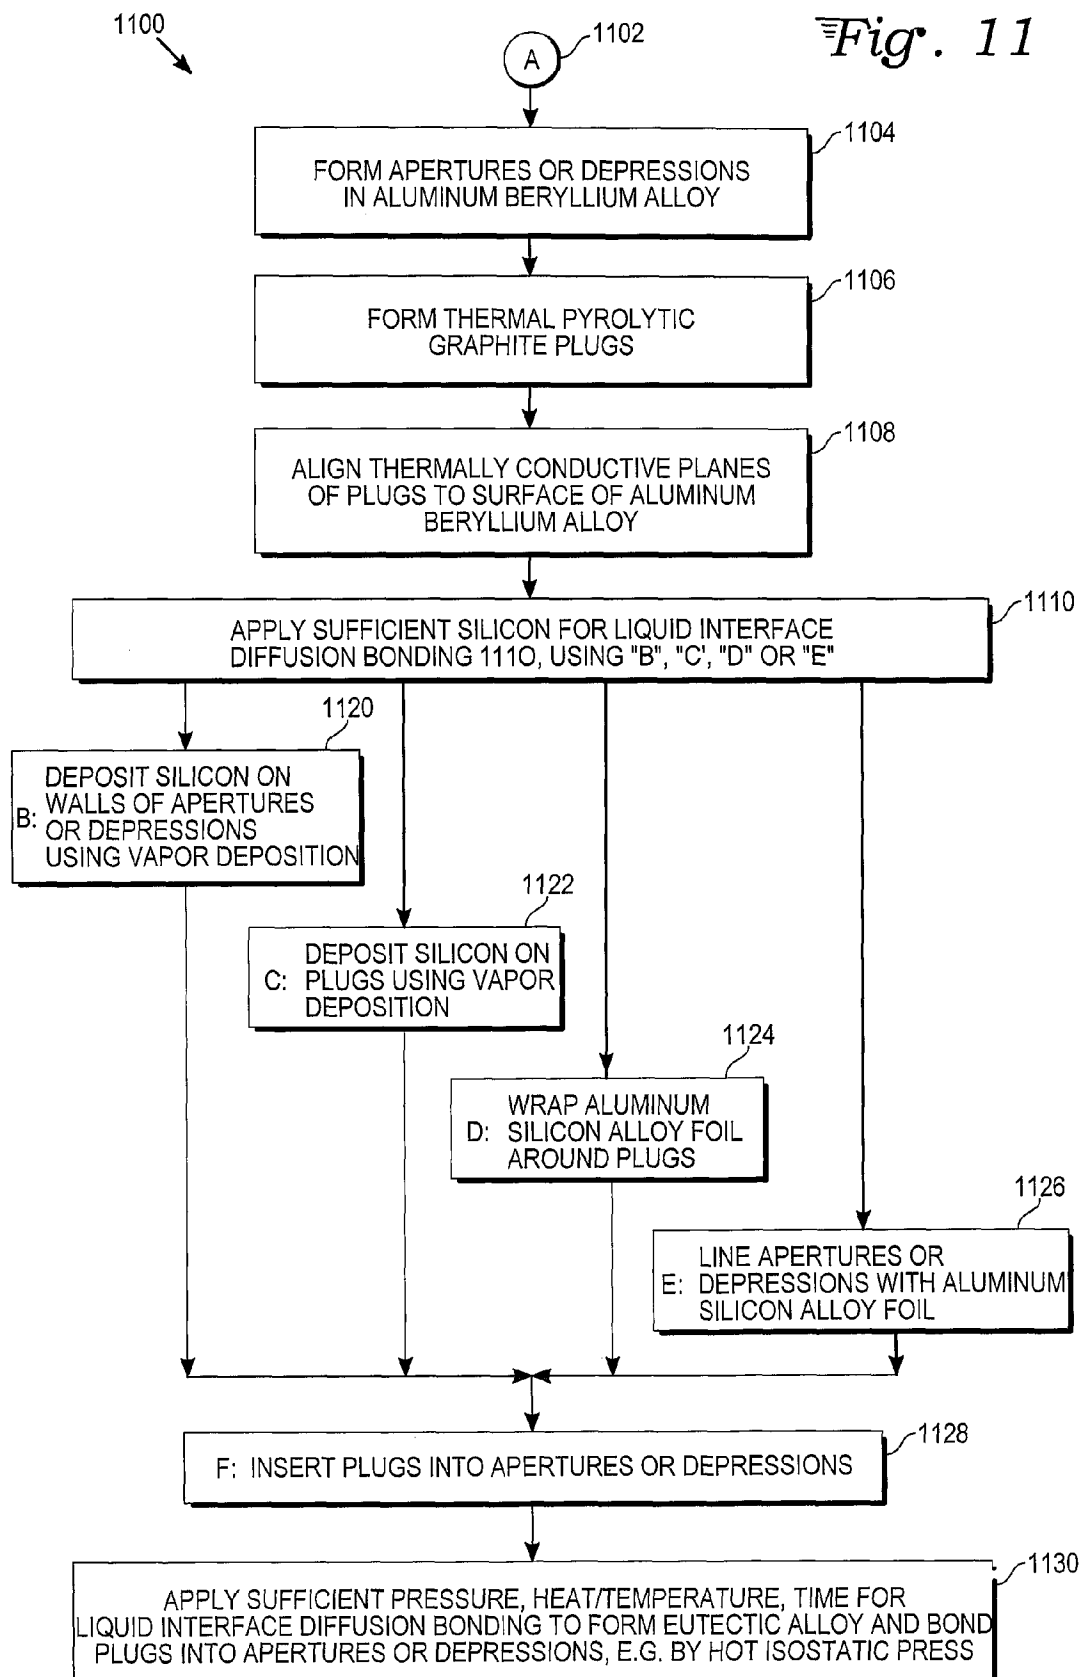 1100
A
1102
Fig. 11
1104
FORM APERTURES OR DEPRESSIONS
IN ALUMINUM BERYLLIUM ALLOY
1106
FORM THERMAL PYROLYTIC
GRAPHITE PLUGS
1108
ALIGN THERMALLY CONDUCTIVE PLANES
OF PLUGS TO SURFACE OF ALUMINUM
BERYLLIUM ALLOY
1110
APPLY SUFFICIENT SILICON FOR LIQUID INTERFACE
DIFFUSION BONDING 1110, USING "B", "C', "D" OR "E"
1120
B: DEPOSIT SILICON ON
WALLS OF APERTURES
OR DEPRESSIONS
USING VAPOR DEPOSITION
1122
C: DEPOSIT SILICON ON
PLUGS USING VAPOR
DEPOSITION
1124
D: WRAP ALUMINUM
SILICON ALLOY FOIL
AROUND PLUGS
1126
E: LINE APERTURES OR
DEPRESSIONS WITH ALUMINUM
SILICON ALLOY FOIL
1128
F: INSERT PLUGS INTO APERTURES OR DEPRESSIONS
1130
APPLY SUFFICIENT PRESSURE, HEAT/TEMPERATURE, TIME FOR
LIQUID INTERFACE DIFFUSION BONDING TO FORM EUTECTIC ALLOY AND BOND
PLUGS INTO APERTURES OR DEPRESSIONS, E.G. BY HOT ISOSTATIC PRESS